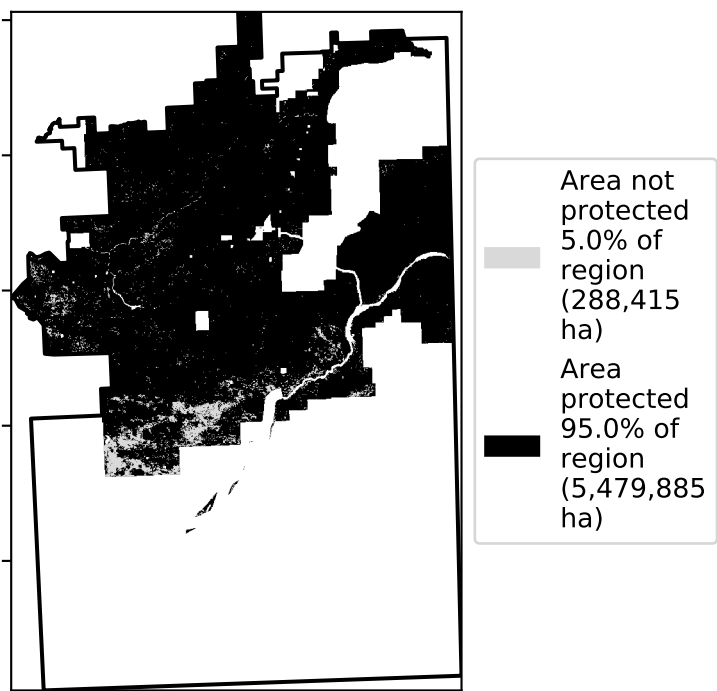 Area not
protected
5.0% of
region
(288,415
ha)
Area
protected
95.0% of
region
(5,479,885
ha)